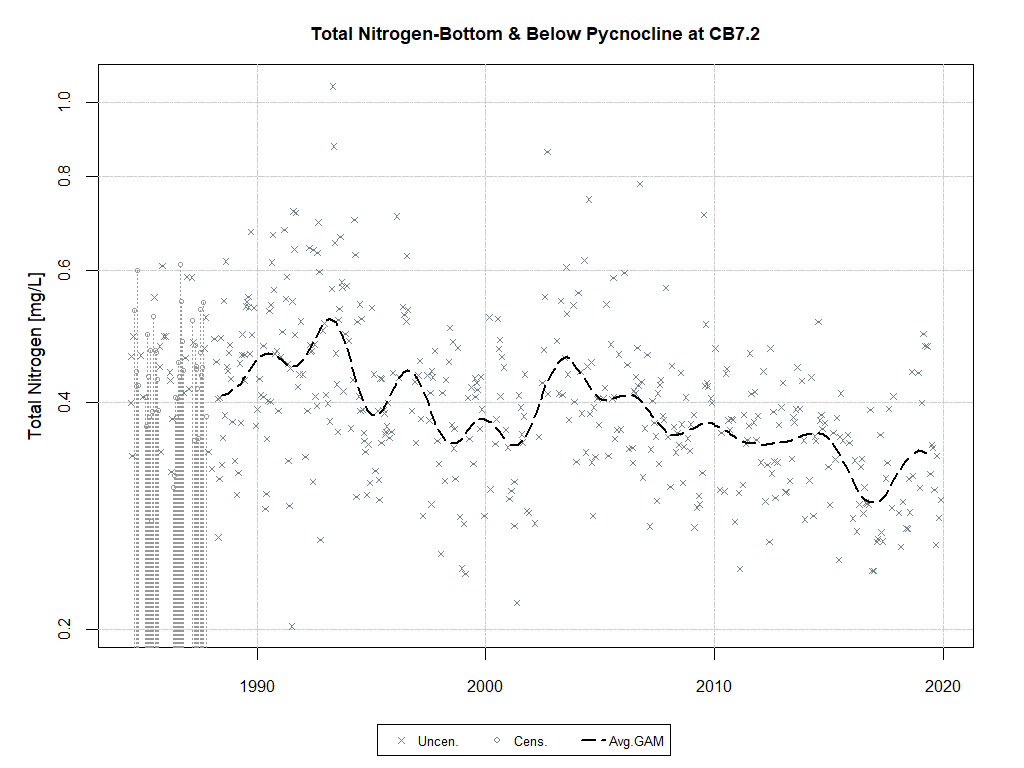 Total Nitrogen-Bottom & Below Pycnocline at CB7.2
Total Nitrogen [mg/L]
1.0
0.8
0.6
0.4
0.2
1990 2000 2010 2020
Uncen. Cens. Avg.GAM